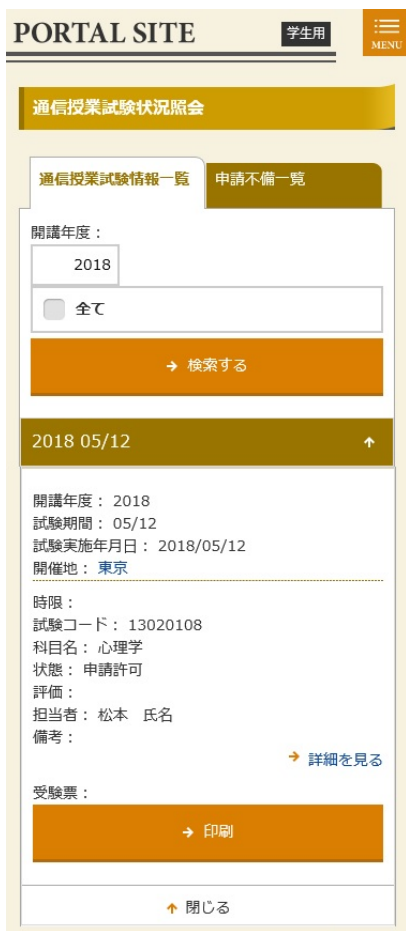 PORTAL SITE
学生用
MENU
通信授業試験状況照会
通信授業試験情報一覧
申請不備一覧
開講年度：
2018
全て
検索する
2018 05/12
開講年度： 2018
試験期間： 05/12
試験実施年月日： 2018/05/12
開催地： 東京
時限：
試験コード： 13020108
科目名： 心理学
状態： 申請許可
評価：
担当者： 松本　氏名
備考：
詳細を見る
受験票：
印刷
閉じる